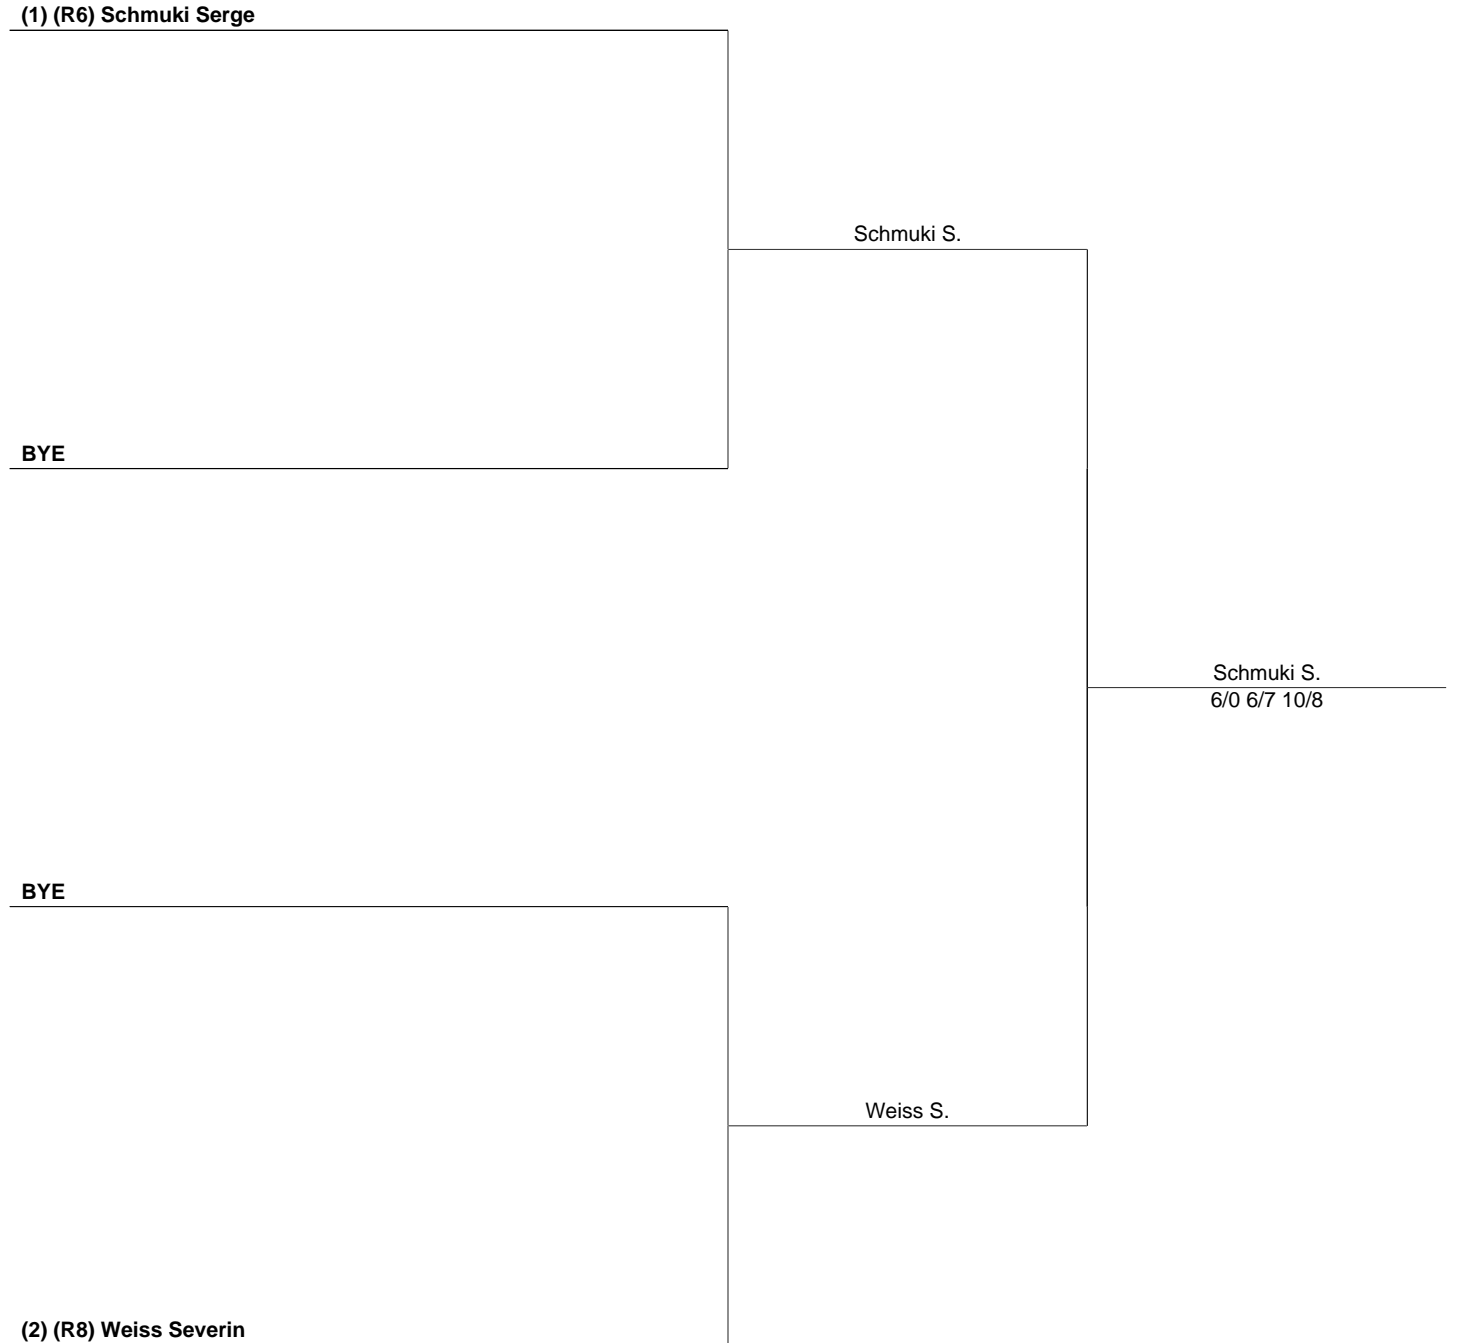 (1) (R6) Schmuki Serge
Schmuki S.
BYE
Schmuki S.
6/0 6/7 10/8
BYE
Weiss S.
(2) (R8) Weiss Severin